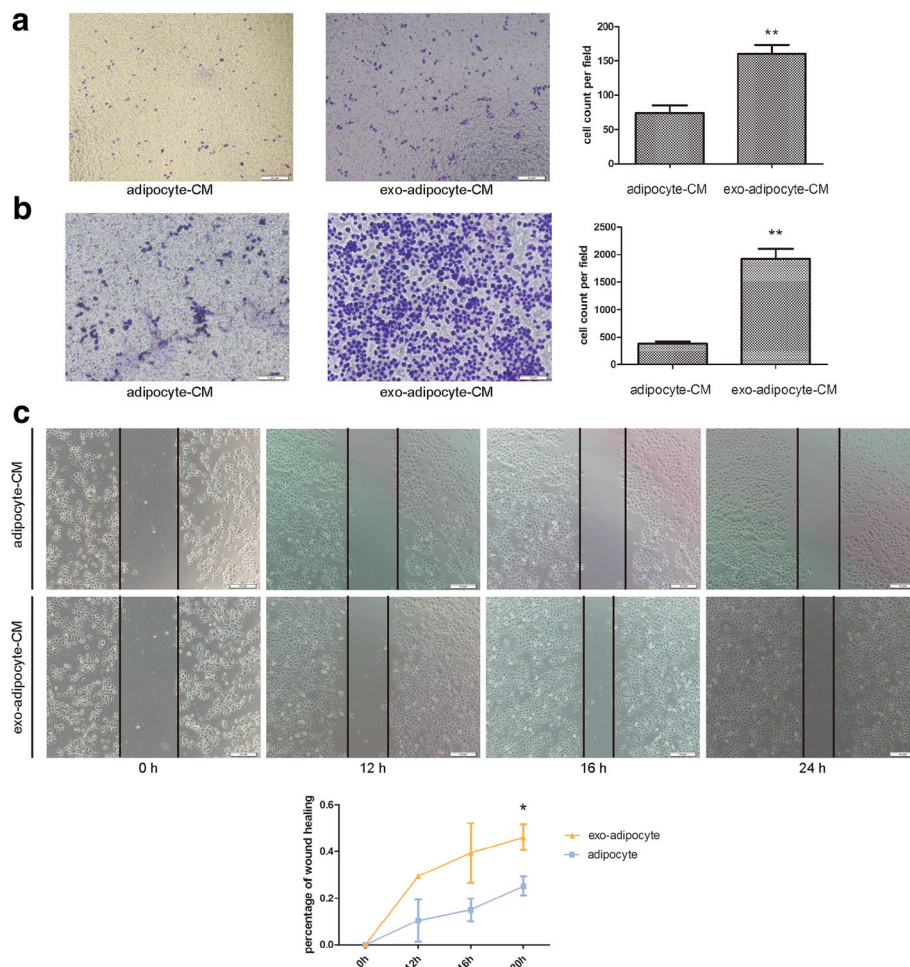 a
adipocyte-CM
exo-adipocyte-CM
cell count per field
200
150
100
50
0
**
adipocyte-CM
exo-adipocyte-CM
b
adipocyte-CM
exo-adipocyte-CM
cell count per field
2500
2000
1500
1000
500
0
**
adipocyte-CM
exo-adipocyte-CM
c
adipocyte-CM
exo-adipocyte-CM
0 h
12 h
16 h
24 h
percentage of wound healing
0.6
0.4
0.2
0.0
*
0h
12h
16h
20h
exo-adipocyte
adipocyte